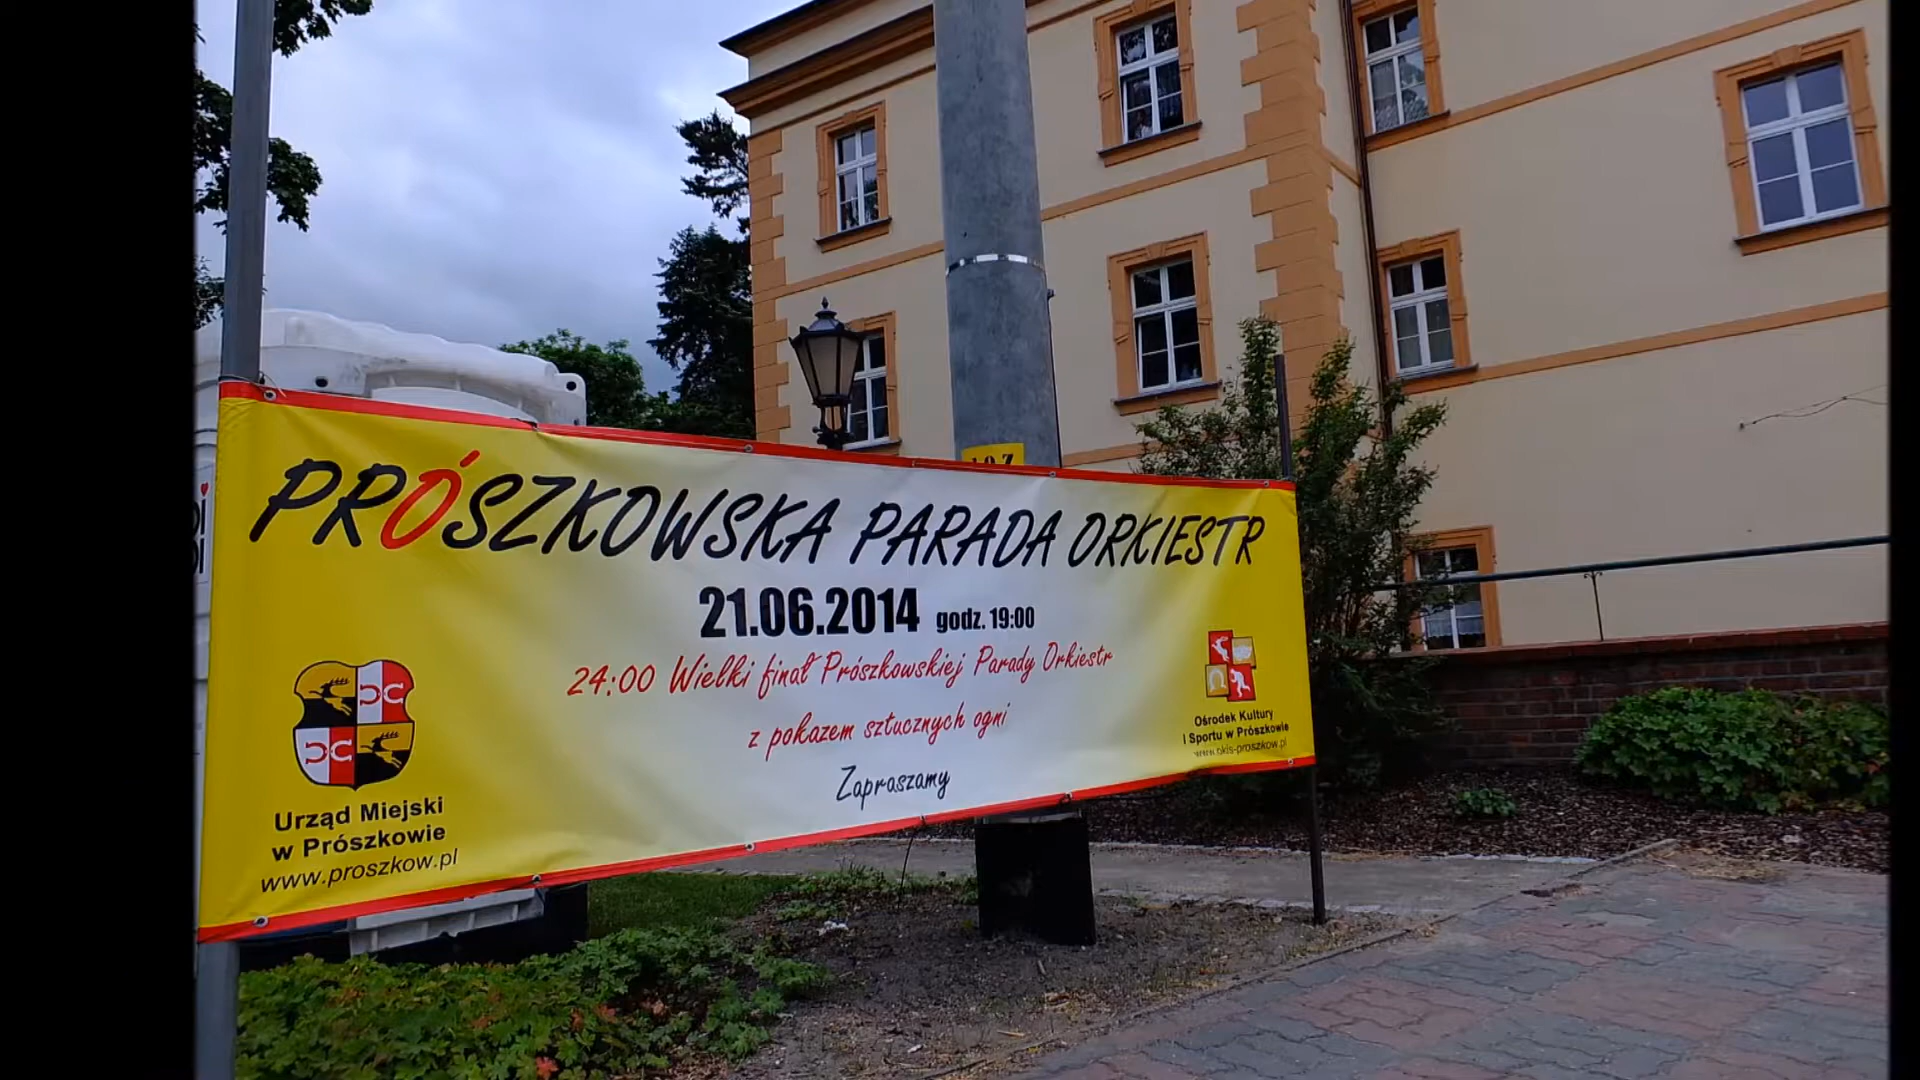 PRÓSZKOWSKA PARADA ORKIESTR
21.06.2014 godz. 19:00
24:00 Wielki finał Prószkowskiej Parady Orkiestr
z pokazem sztucznych ogni
Zapraszamy
Urząd Miejski
w Prószkowie
www.proszkow.pl
Ośrodek Kultury
i Sportu w Prószkowie
www.okis-proszkow.pl